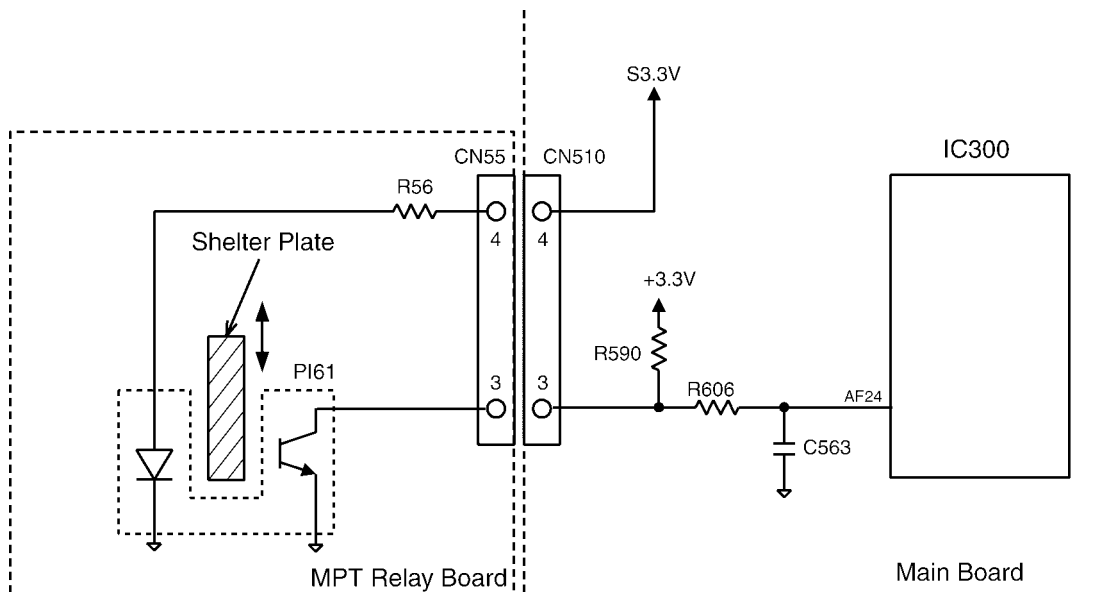 S3.3V
CN55
CN510
IC300
R56
4
4
Shelter Plate
+3.3V
R590
PI61
3
3
R606
AF24
C563
MPT Relay Board
Main Board